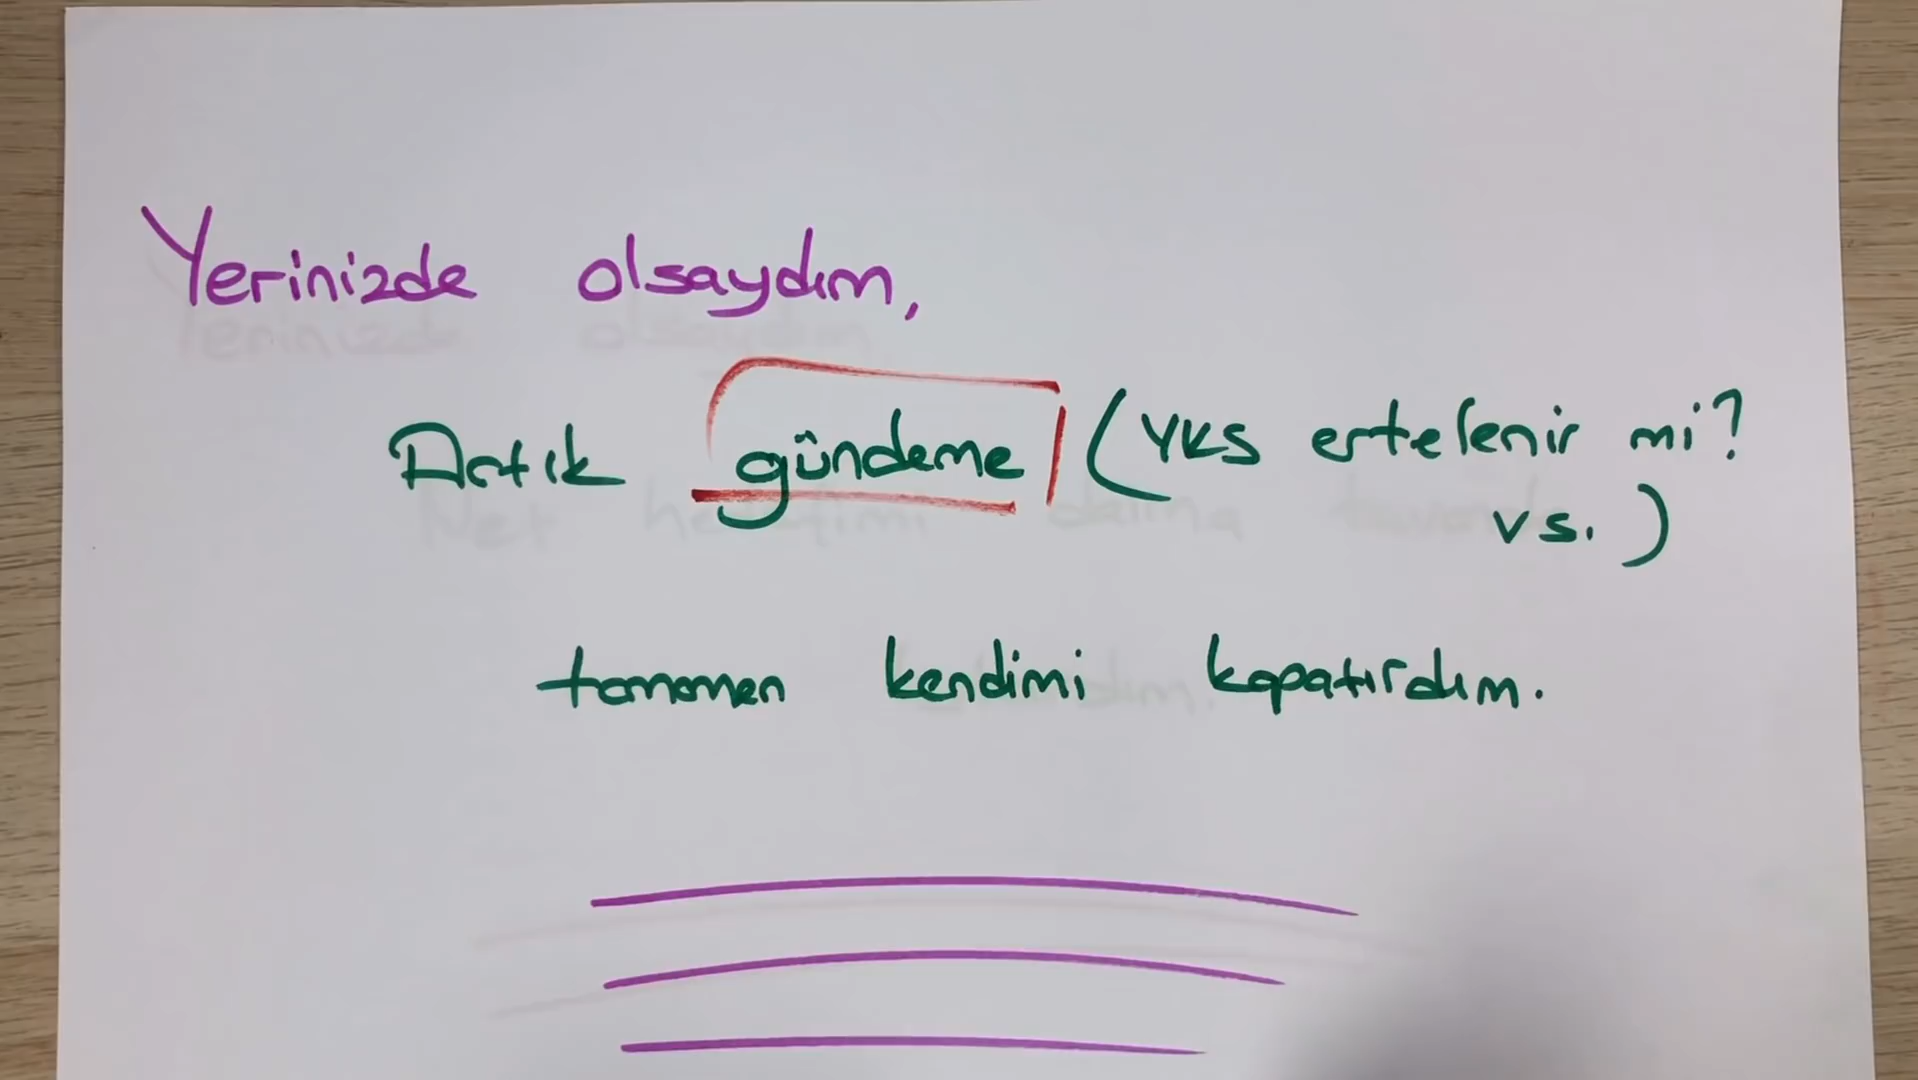 Yerinizde olsaydım,
Artık gündeme (YKS ertelenir mi?
vs.)
tamamen kendimi kapatırdım.